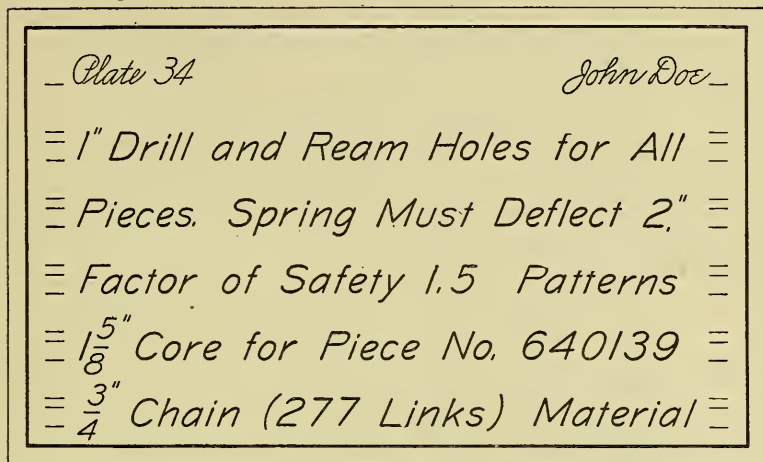 Plate 34 John Doe
1" Drill and Ream Holes for All
Pieces. Spring Must Deflect 2."
Factor of Safety 1.5 Patterns
1 5/8" Core for Piece No. 640139
3/4" Chain (277 Links) Material